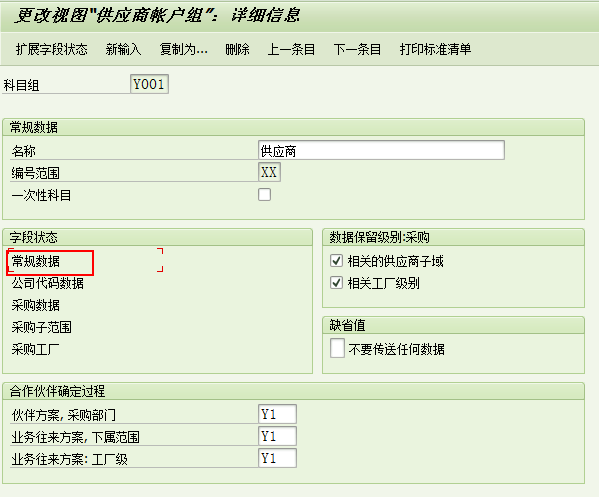 更改视图"供应商帐户组": 详细信息
扩展字段状态 新输入 复制为... 删除 上一条目 下一条目 打印标准清单
科目组 Y001
常规数据
名称 供应商
编号范围 XX
一次性科目
字段状态
常规数据
公司代码数据
采购数据
采购子范围
采购工厂
数据保留级别:采购
相关的供应商子域
相关工厂级别
缺省值
不要传送任何数据
合作伙伴确定过程
伙伴方案,采购部门 Y1
业务往来方案,下属范围 Y1
业务往来方案:工厂级 Y1